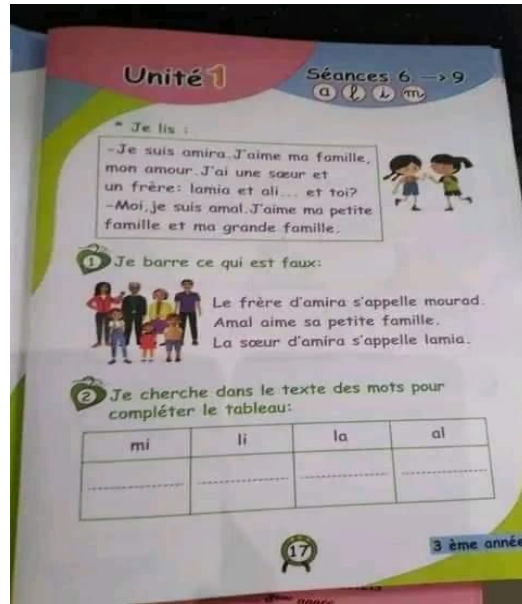 Unité 1
Séances 6 → 9
a l i m
* Je lis :
-Je suis amira.J'aime ma famille,
mon amour.J'ai une sœur et
un frère: lamia et ali... et toi?
-Moi,je suis amal.J'aime ma petite
famille et ma grande famille.
1 Je barre ce qui est faux:
Le frère d'amira s'appelle mourad.
Amal aime sa petite famille.
La sœur d'amira s'appelle lamia.
2 Je cherche dans le texte des mots pour
compléter le tableau:
mi li la al
17
3 ème année